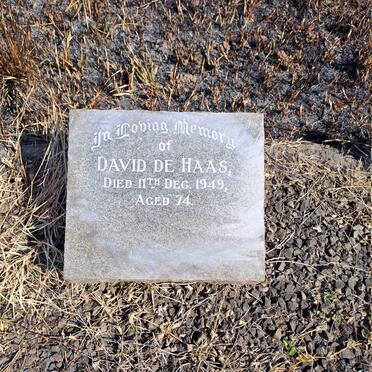 In Loving Memory
of
DAVID DE HAAS,
DIED 11TH DEC. 1949,
AGED 74.